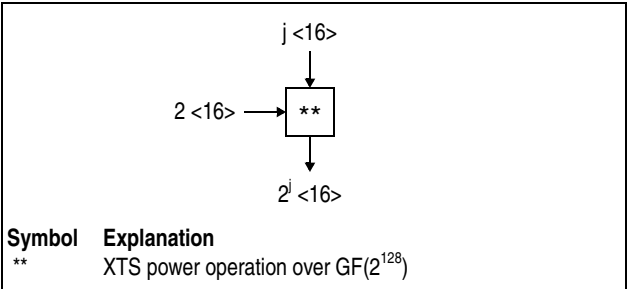 j <16>
2 <16>
**
2^j <16>
Symbol Explanation
** XTS power operation over GF(2^128)